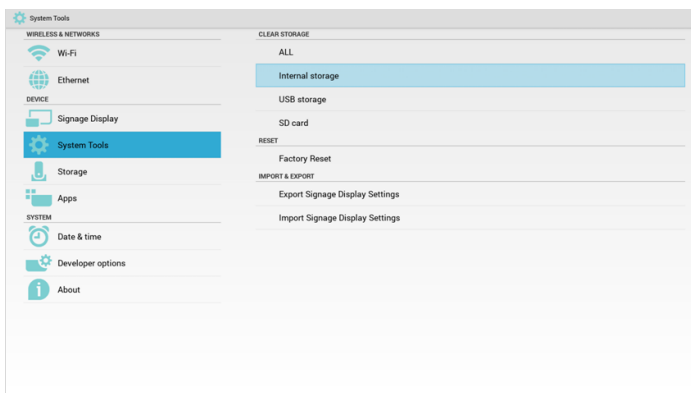 System Tools
WIRELESS & NETWORKS
Wi-Fi
Ethernet
DEVICE
Signage Display
System Tools
Storage
Apps
SYSTEM
Date & time
Developer options
About
CLEAR STORAGE
ALL
Internal storage
USB storage
SD card
RESET
Factory Reset
IMPORT & EXPORT
Export Signage Display Settings
Import Signage Display Settings